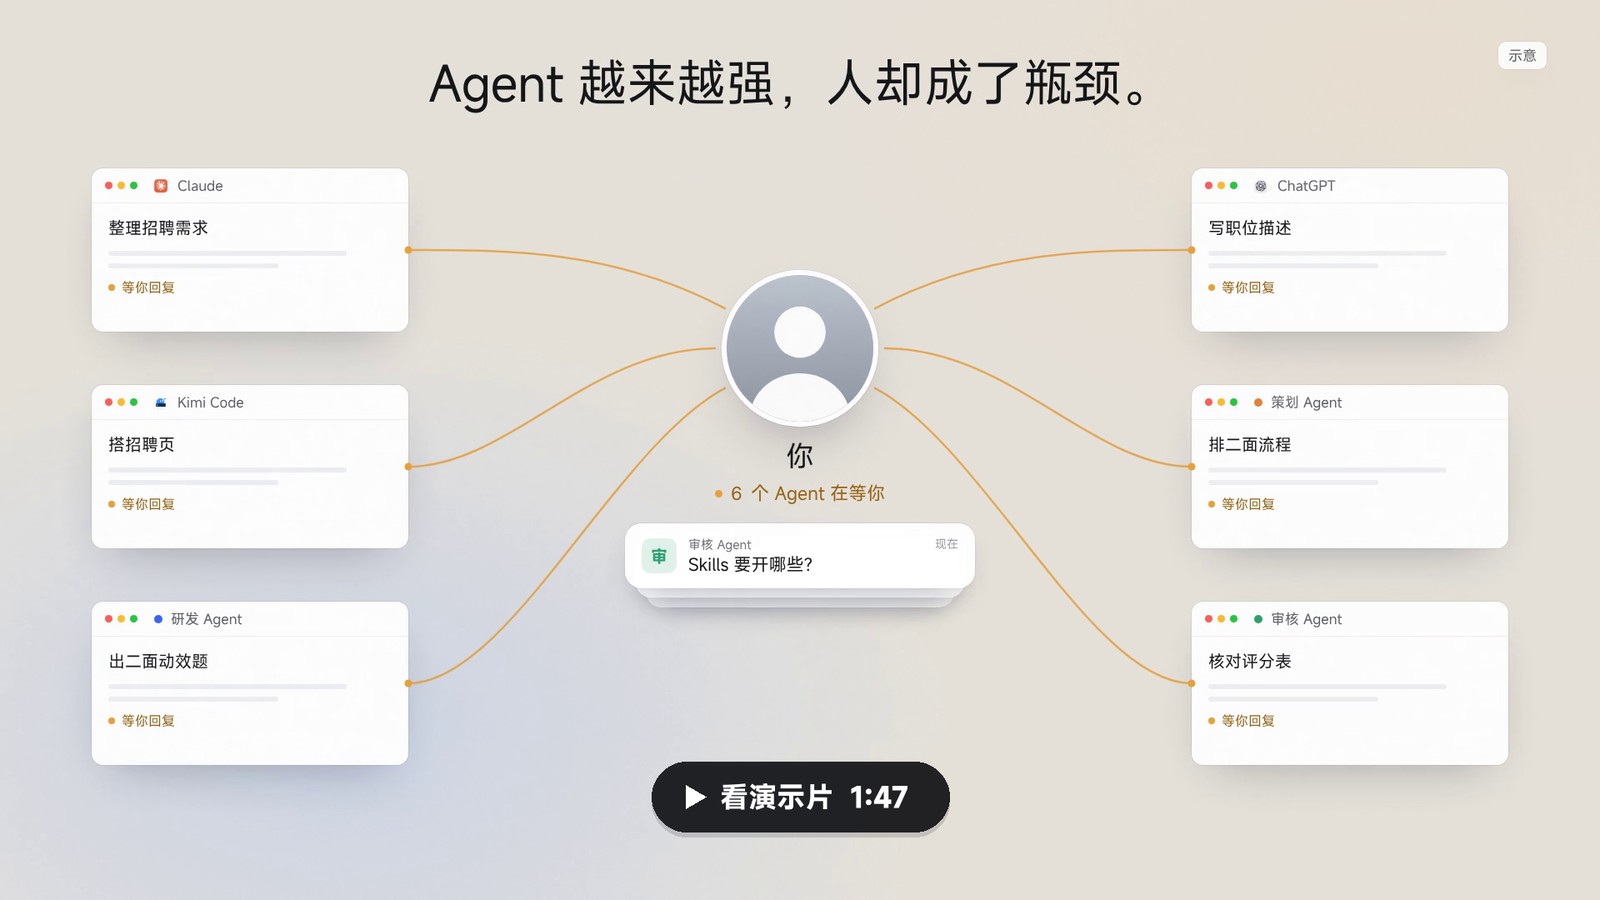 Agent 越来越强，人却成了瓶颈。
示意
Claude
整理招聘需求
等你回复
Kimi Code
搭招聘页
等你回复
研发 Agent
出二面动效题
等你回复
你
6 个 Agent 在等你
审
审核 Agent
现在
Skills 要开哪些？
ChatGPT
写职位描述
等你回复
策划 Agent
排二面流程
等你回复
审核 Agent
核对评分表
等你回复
看演示片 1:47